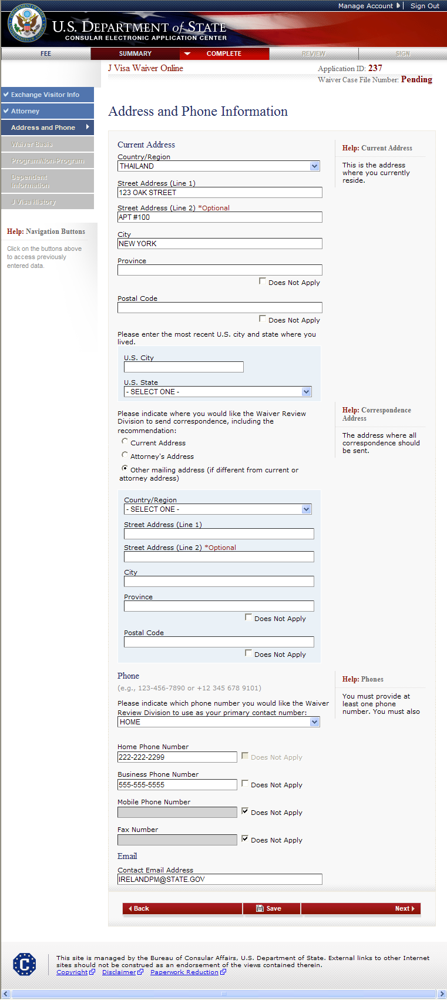 Manage Account | Sign Out
U.S. DEPARTMENT of STATE
CONSULAR ELECTRONIC APPLICATION CENTER
FEE SUMMARY COMPLETE REVIEW SIGN
J Visa Waiver Online
Application ID: 237
Waiver Case File Number: Pending
Exchange Visitor Info
Attorney
Address and Phone
Waiver Basis
Program/Non-Program
Dependent
Information
J Visa History
Help: Navigation Buttons
Click on the buttons above
to access previously
entered data.
Address and Phone Information
Current Address
Country/Region
THAILAND
Street Address (Line 1)
123 OAK STREET
Street Address (Line 2) *Optional
APT #100
City
NEW YORK
Province
Does Not Apply
Postal Code
Does Not Apply
Help: Current Address
This is the address
where you currently
reside.
Please enter the most recent U.S. city and state where you
lived.
U.S. City
U.S. State
- SELECT ONE -
Please indicate where you would like the Waiver Review
Division to send correspondence, including the
recommendation:
Current Address
Attorney's Address
Other mailing address (if different from current or
attorney address)
Help: Correspondence
Address
The address where all
correspondence should
be sent.
Country/Region
- SELECT ONE -
Street Address (Line 1)
Street Address (Line 2) *Optional
City
Province
Does Not Apply
Postal Code
Does Not Apply
Phone
(e.g., 123-456-7890 or +12 345 678 9101)
Please indicate which phone number you would like the Waiver
Review Division to use as your primary contact number:
HOME
Help: Phones
You must provide at
least one phone
number. You must also
Home Phone Number
222-222-2299 Does Not Apply
Business Phone Number
555-555-5555 Does Not Apply
Mobile Phone Number
Does Not Apply
Fax Number
Does Not Apply
Email
Contact Email Address
IRELANDPM@STATE.GOV
Back Save Next
C
This site is managed by the Bureau of Consular Affairs, U.S. Department of State. External links to other Internet
sites should not be construed as an endorsement of the views contained therein.
Copyright Disclaimer Paperwork Reduction